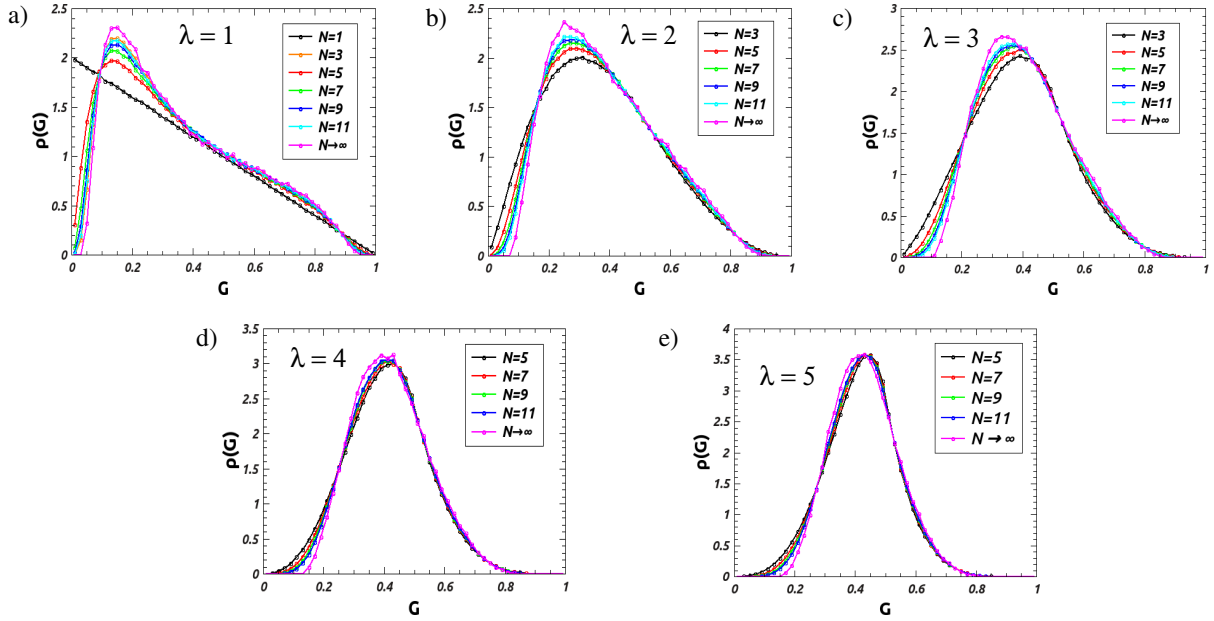 a)
λ = 1
N=1
N=3
N=5
N=7
N=9
N=11
N→∞
ρ(G)
2.5
2
1.5
1
0.5
0
0 0.2 0.4 0.6 0.8 1
G
b)
λ = 2
N=3
N=5
N=7
N=9
N=11
N→∞
ρ(G)
2.5
2
1.5
1
0.5
0
0 0.2 0.4 0.6 0.8 1
G
c)
λ = 3
N=3
N=5
N=7
N=9
N=11
N→∞
ρ(G)
3
2.5
2
1.5
1
0.5
0
0 0.2 0.4 0.6 0.8 1
G
d)
λ = 4
N=5
N=7
N=9
N=11
N→∞
ρ(G)
3.5
3
2.5
2
1.5
1
0.5
0
0 0.2 0.4 0.6 0.8 1
G
e)
λ = 5
N=5
N=7
N=9
N=11
N → ∞
ρ(G)
4
3.5
3
2.5
2
1.5
1
0.5
0
0 0.2 0.4 0.6 0.8 1
G